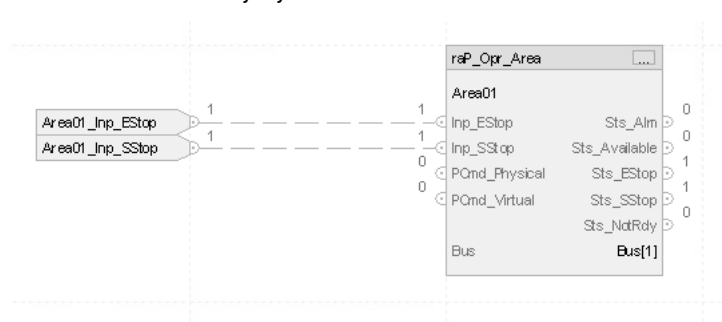 raP_Opr_Area ...
Area01
1 1 0
Area01_Inp_EStop Inp_EStop Sts_Alm
1 1 0
Area01_Inp_SStop Inp_SStop Sts_Available
0 1
PCmd_Physical Sts_EStop
0 1
PCmd_Virtual Sts_SStop
0
Sts_NotRdy
Bus Bus[1]